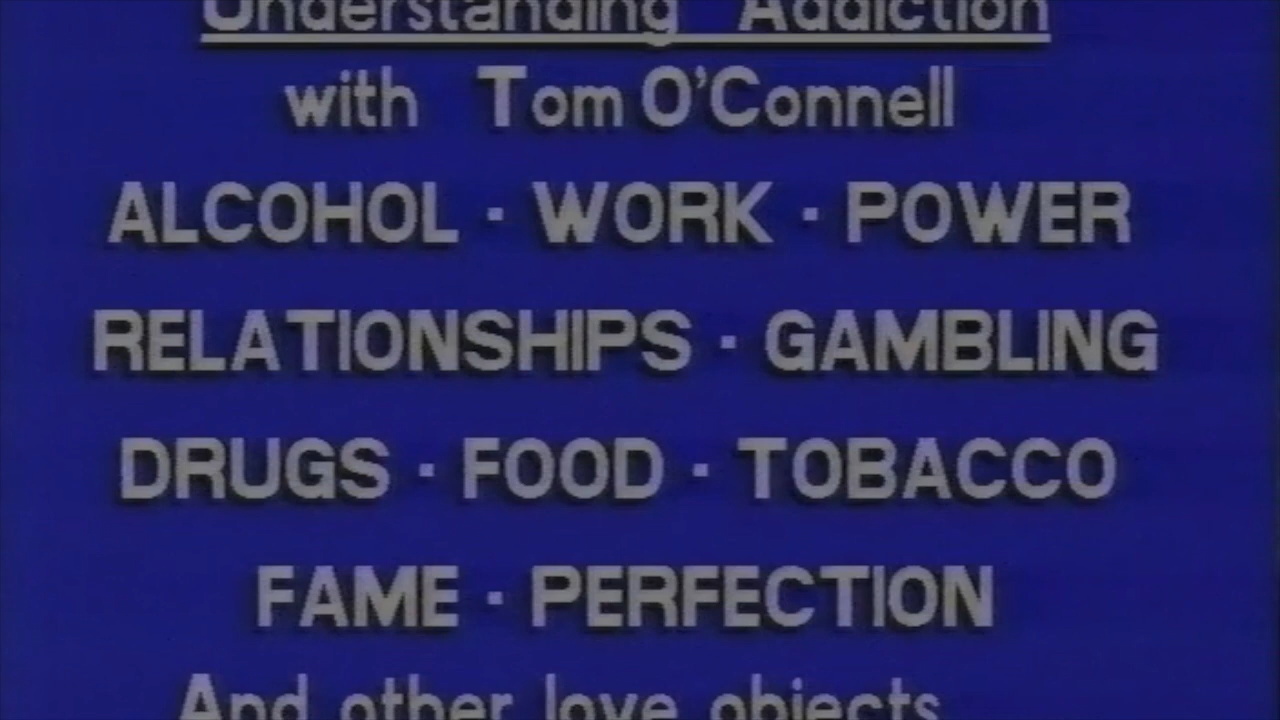 Understanding Addiction
with Tom O'Connell
ALCOHOL · WORK · POWER
RELATIONSHIPS · GAMBLING
DRUGS · FOOD · TOBACCO
FAME · PERFECTION
And other love objects